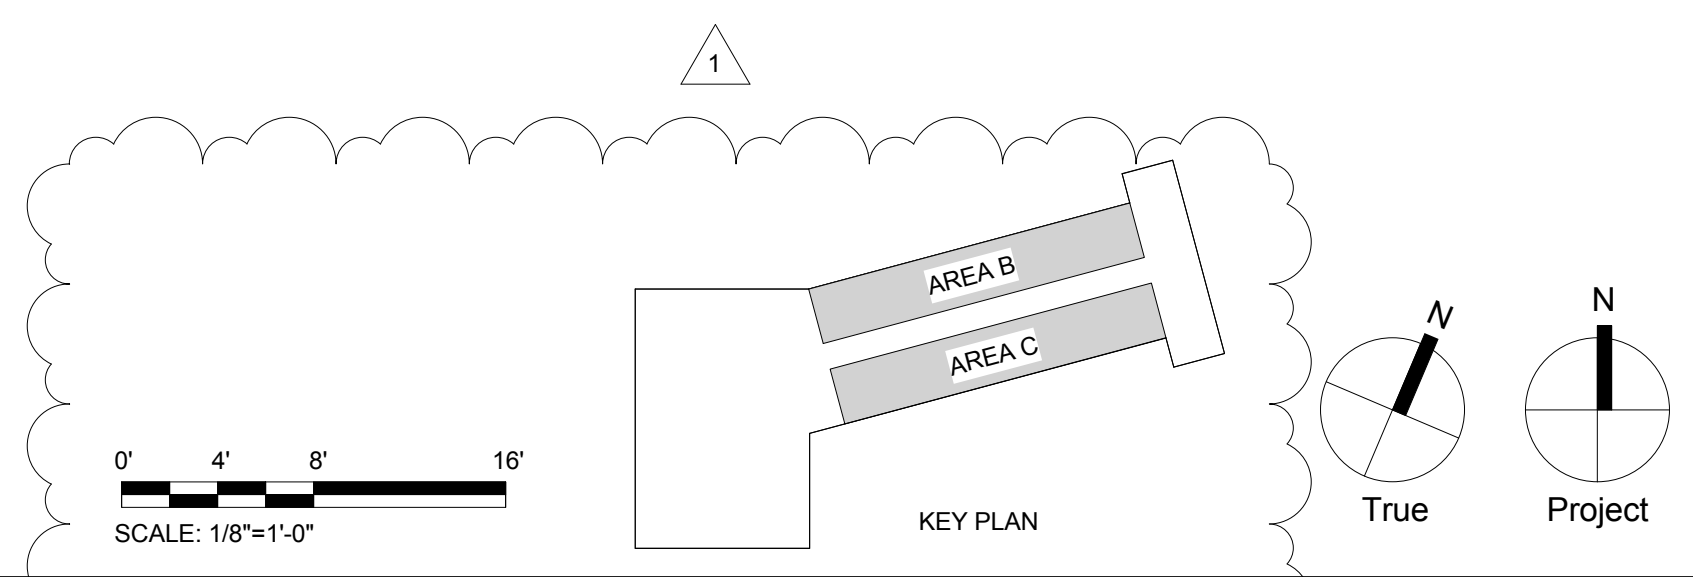 1
AREA B
AREA C
0' 4' 8' 16'
SCALE: 1/8"=1'-0"
KEY PLAN
N
True
N
Project